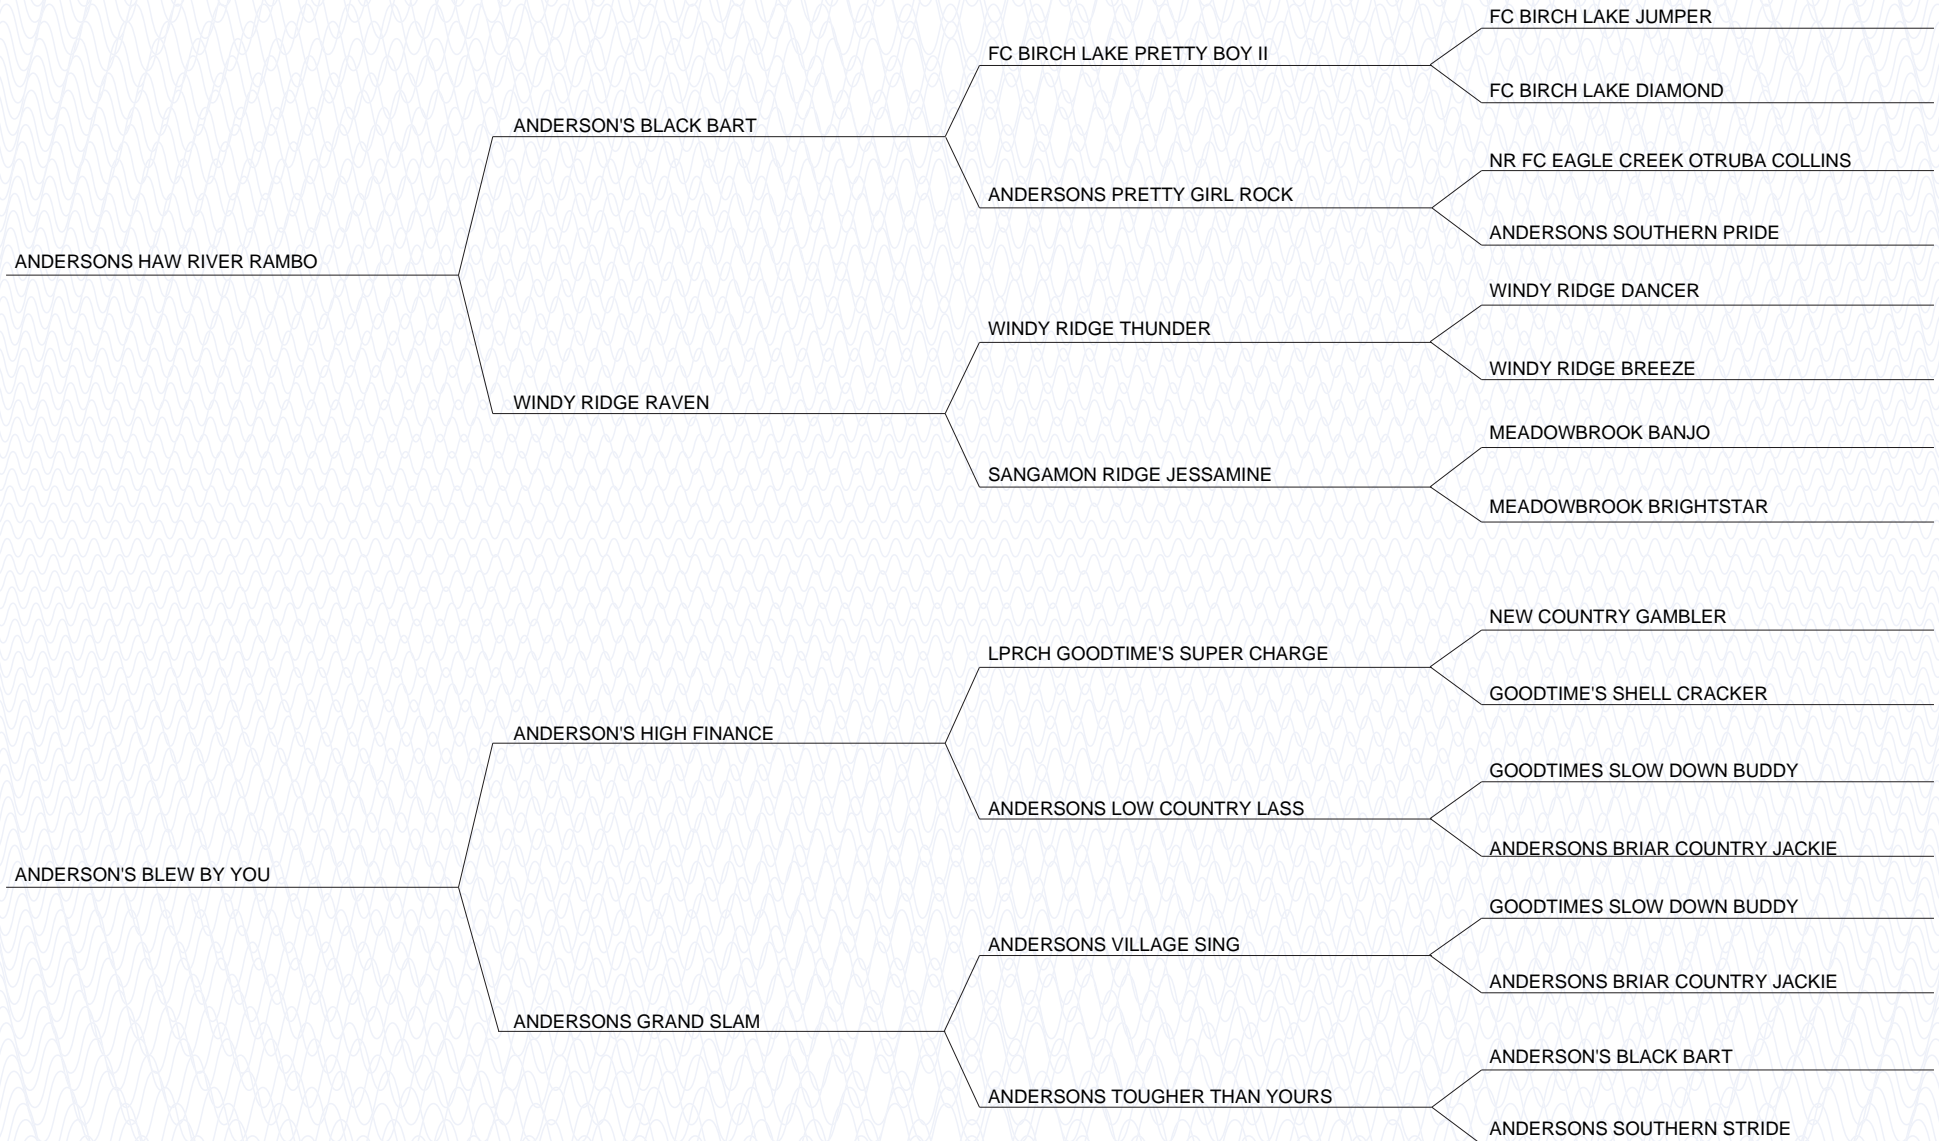 FC BIRCH LAKE JUMPER
FC BIRCH LAKE PRETTY BOY II
FC BIRCH LAKE DIAMOND
ANDERSON'S BLACK BART
NR FC EAGLE CREEK OTRUBA COLLINS
ANDERSONS PRETTY GIRL ROCK
ANDERSONS SOUTHERN PRIDE
ANDERSONS HAW RIVER RAMBO
WINDY RIDGE DANCER
WINDY RIDGE THUNDER
WINDY RIDGE BREEZE
WINDY RIDGE RAVEN
MEADOWBROOK BANJO
SANGAMON RIDGE JESSAMINE
MEADOWBROOK BRIGHTSTAR
NEW COUNTRY GAMBLER
LPRCH GOODTIME'S SUPER CHARGE
GOODTIME'S SHELL CRACKER
ANDERSON'S HIGH FINANCE
GOODTIMES SLOW DOWN BUDDY
ANDERSONS LOW COUNTRY LASS
ANDERSONS BRIAR COUNTRY JACKIE
ANDERSON'S BLEW BY YOU
GOODTIMES SLOW DOWN BUDDY
ANDERSONS VILLAGE SING
ANDERSONS BRIAR COUNTRY JACKIE
ANDERSONS GRAND SLAM
ANDERSON'S BLACK BART
ANDERSONS TOUGHER THAN YOURS
ANDERSONS SOUTHERN STRIDE